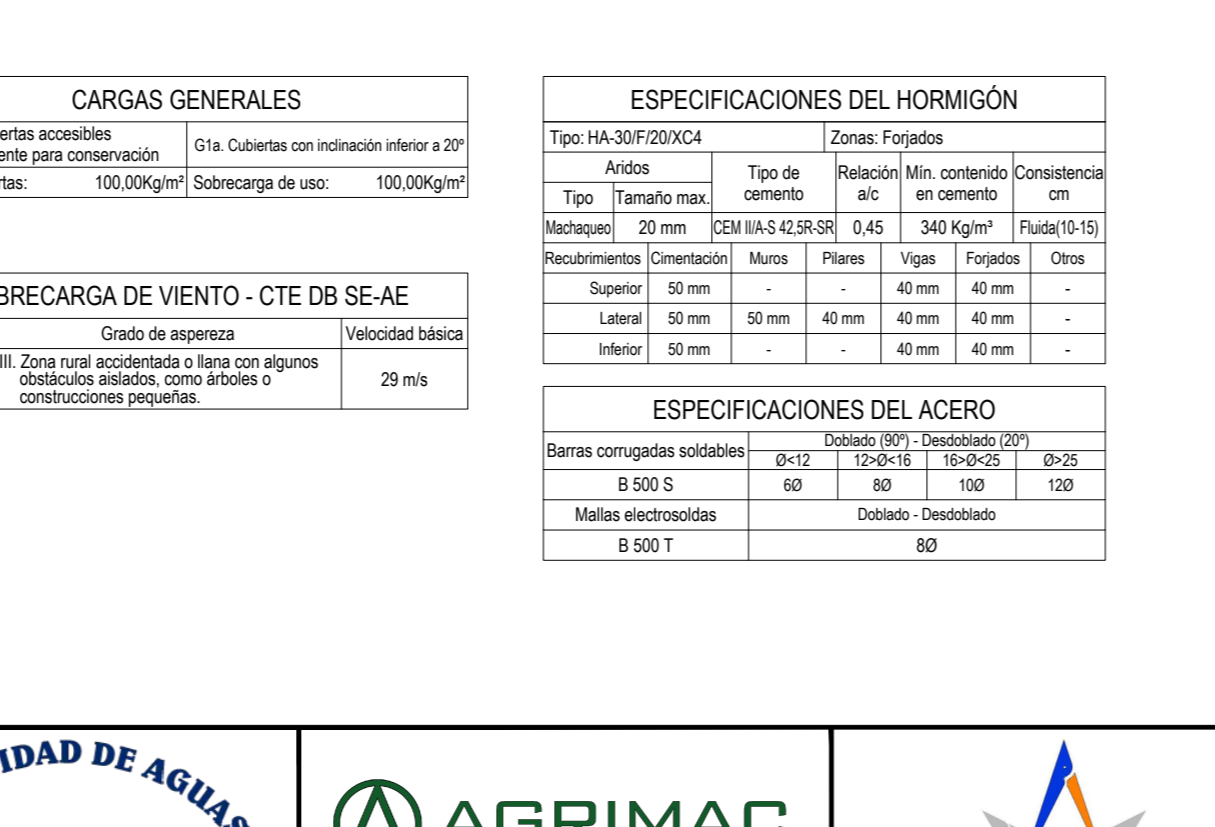 CARGAS GENERALES
ertas accesibles
ente para conservación
G1a. Cubiertas con inclinación inferior a 20º
rtas: 100,00Kg/m²
Sobrecarga de uso: 100,00Kg/m²
BRECARGA DE VIENTO - CTE DB SE-AE
Grado de aspereza Velocidad básica
III. Zona rural accidentada o llana con algunos
obstáculos aislados, como árboles o
construcciones pequeñas.
29 m/s
ESPECIFICACIONES DEL HORMIGÓN
Tipo: HA-30/F/20/XC4 Zonas: Forjados
Aridos
Tipo Tamaño max.
Tipo de
cemento
Relación
a/c
Mín. contenido
en cemento
Consistencia
cm
Machaqueo 20 mm CEM II/A-S 42,5R-SR 0,45 340 Kg/m³ Fluida(10-15)
Recubrimientos Cimentación Muros Pilares Vigas Forjados Otros
Superior 50 mm - - 40 mm 40 mm -
Lateral 50 mm 50 mm 40 mm 40 mm 40 mm -
Inferior 50 mm - - 40 mm 40 mm -
ESPECIFICACIONES DEL ACERO
Barras corrugadas soldables
Doblado (90º) - Desdoblado (20º)
Ø<12 12>Ø<16 16>Ø<25 Ø>25
B 500 S 6Ø 8Ø 10Ø 12Ø
Mallas electrosoldas Doblado - Desdoblado
B 500 T 8Ø
IDAD DE AGUAS
AGRIMAC